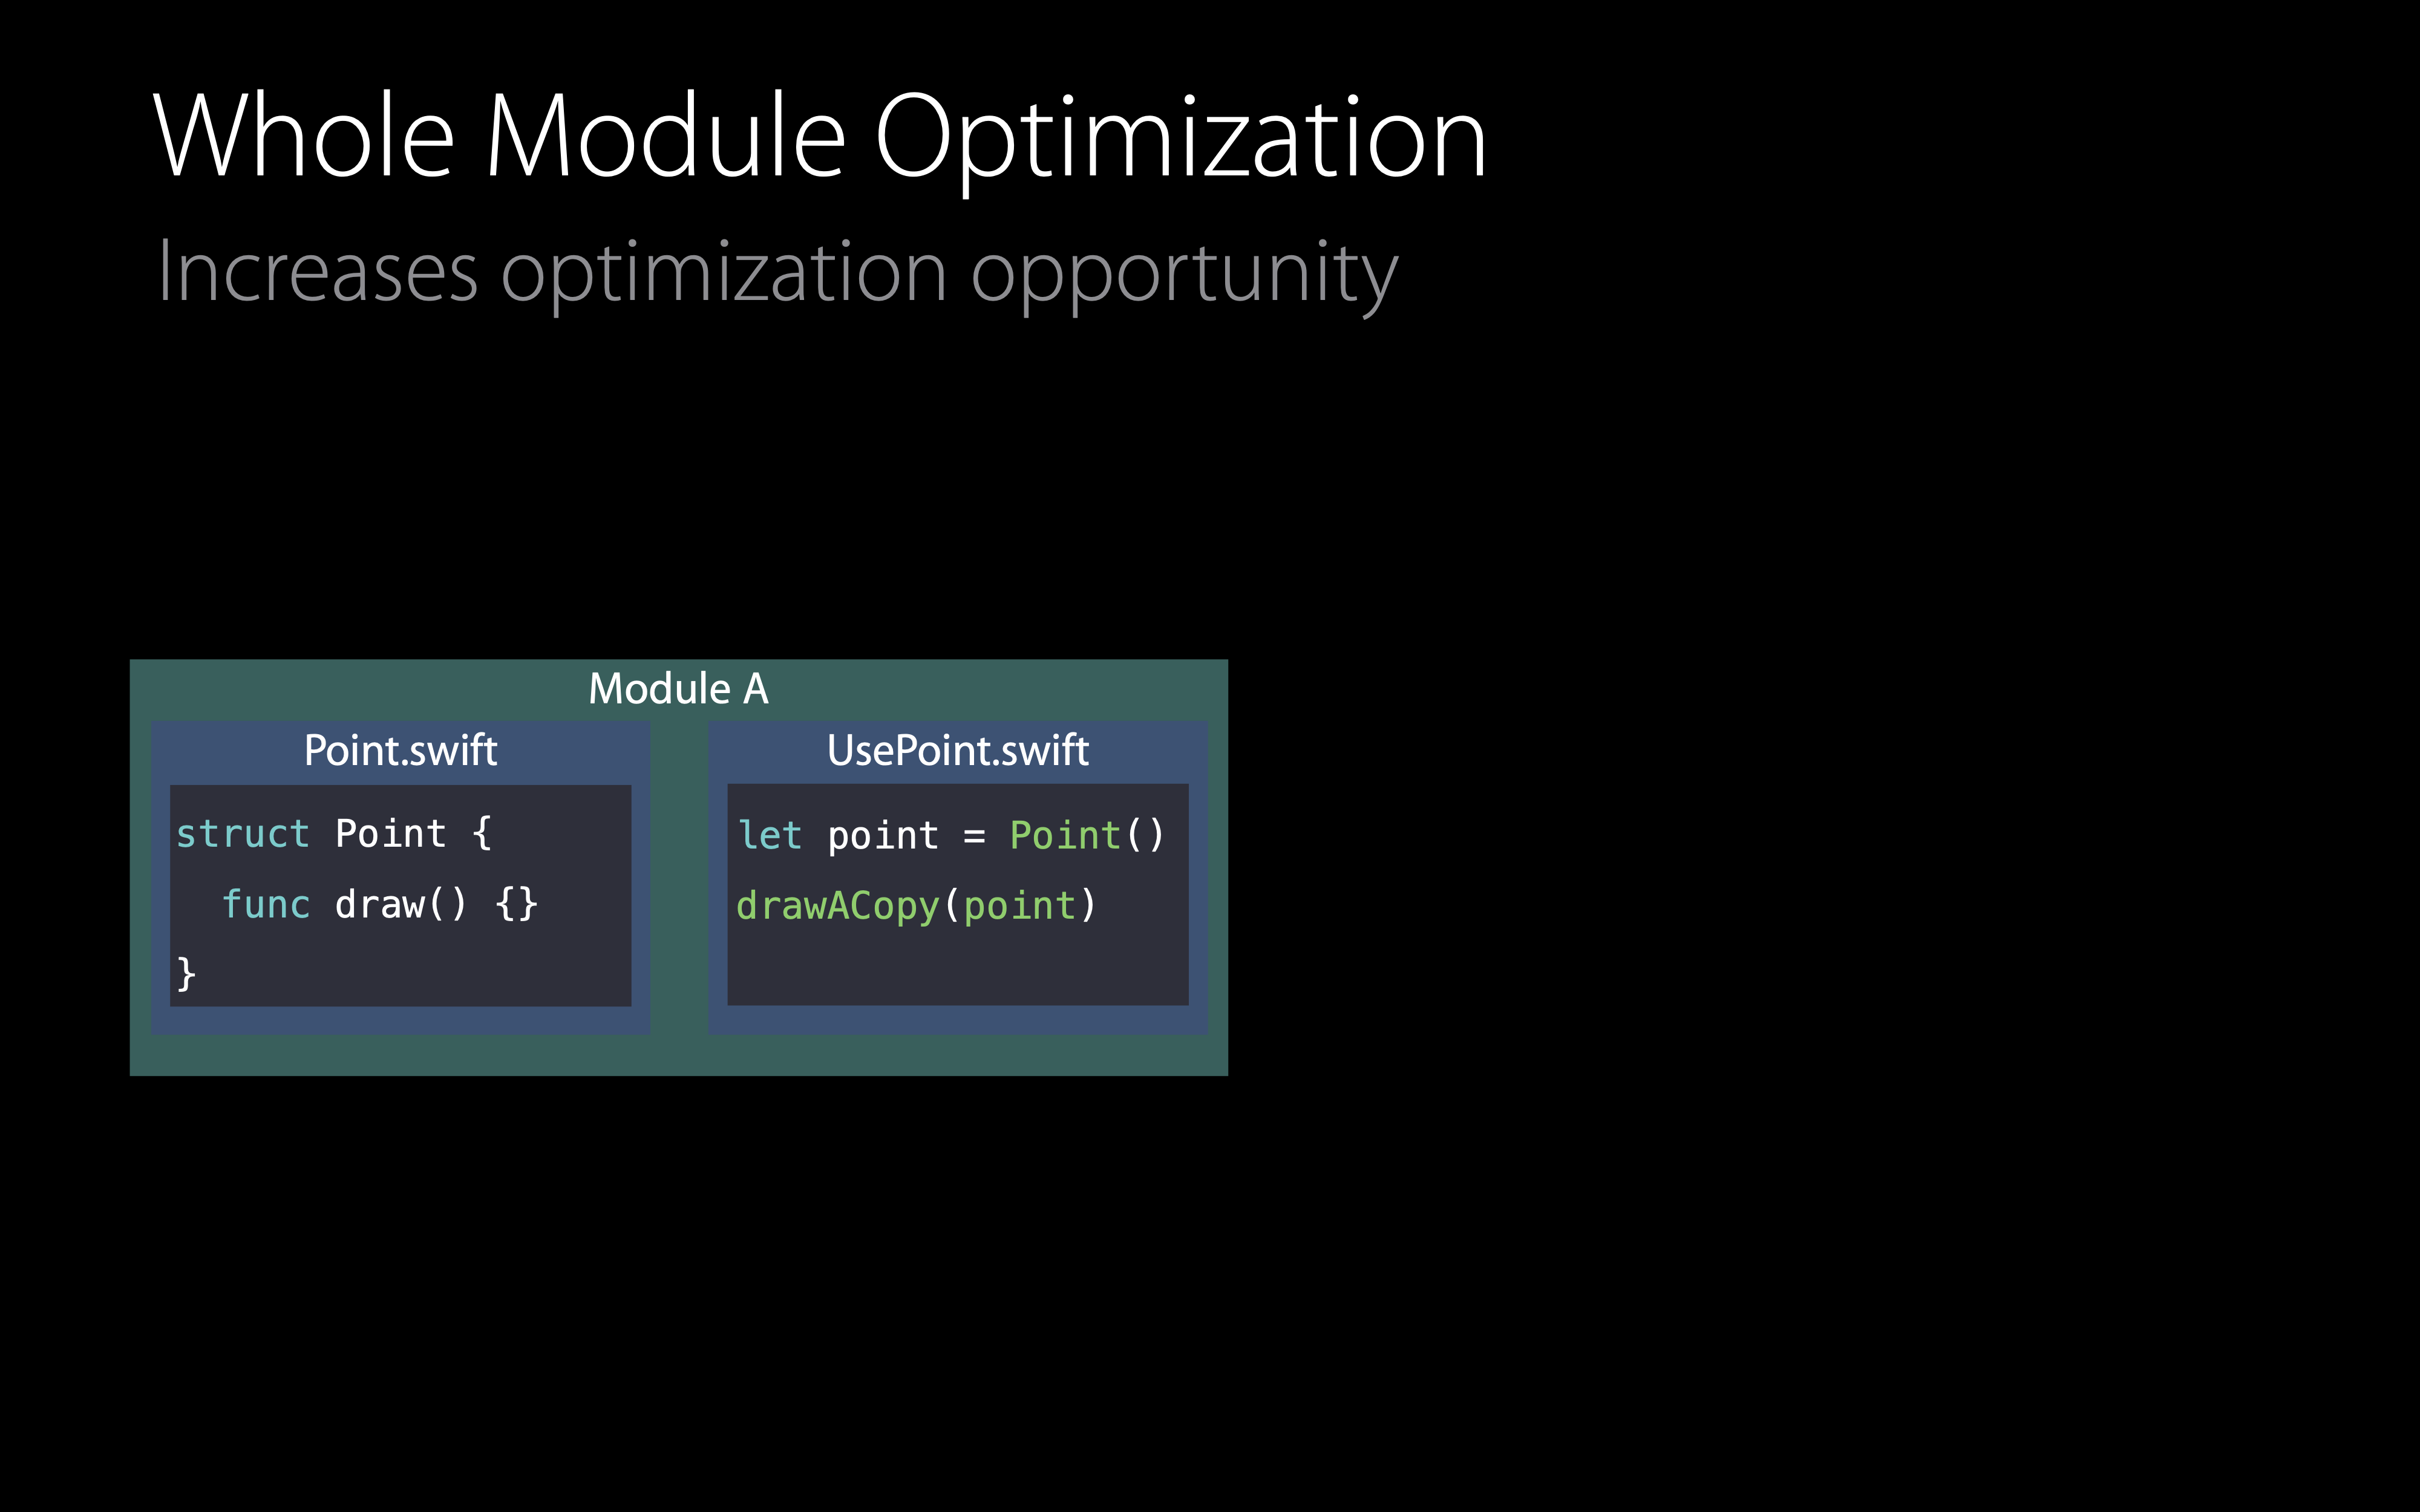 Whole Module Optimization
Increases optimization opportunity
Module A
Point.swift
struct Point {
  func draw() {}
}
UsePoint.swift
let point = Point()
drawACopy(point)